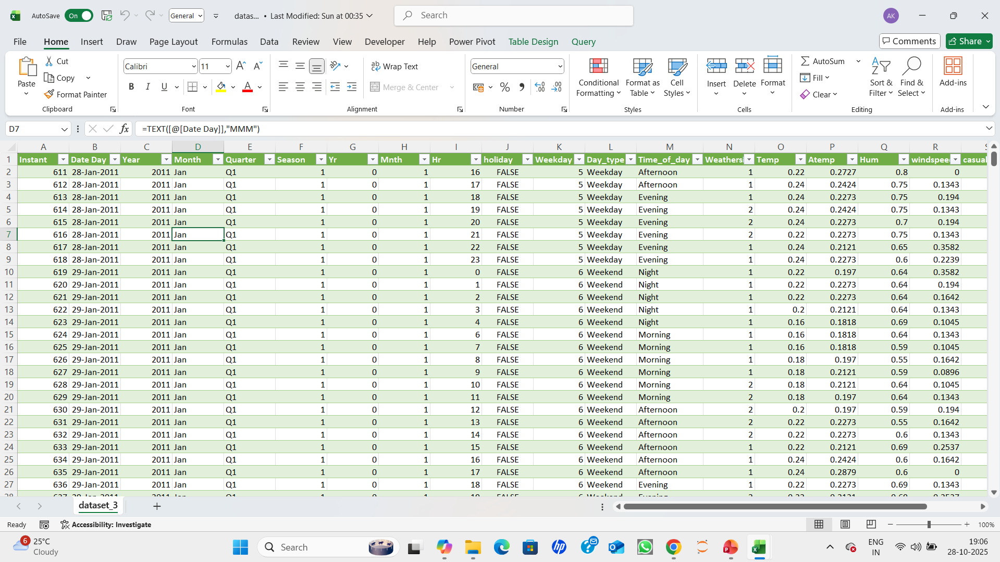 AutoSave On General datas... • Last Modified: Sun at 00:35 Search AK
File Home Insert Draw Page Layout Formulas Data Review View Developer Help Power Pivot Table Design Query Comments Share
Paste Cut Copy Format Painter Clipboard
Calibri 11 B I U A Font
Wrap Text Merge & Center Alignment
General % Number
Conditional Formatting Format as Table Cell Styles Styles
Insert Delete Format Cells
AutoSum Fill Clear Sort & Filter Find & Select Editing
Add-ins Add-ins
D7 fx =TEXT([@[Date Day]],"MMM")
A B C D E F G H I J K L M N O P Q R
1 Instant Date Day Year Month Quarter Season Yr Mnth Hr holiday Weekday Day_type Time_of_day Weathersi Temp Atemp Hum windspee casual
2 611 28-Jan-2011 2011 Jan Q1 1 0 1 16 FALSE 5 Weekday Afternoon 1 0.22 0.2727 0.8 0
3 612 28-Jan-2011 2011 Jan Q1 1 0 1 17 FALSE 5 Weekday Afternoon 1 0.24 0.2424 0.75 0.1343
4 613 28-Jan-2011 2011 Jan Q1 1 0 1 18 FALSE 5 Weekday Evening 1 0.24 0.2273 0.75 0.194
5 614 28-Jan-2011 2011 Jan Q1 1 0 1 19 FALSE 5 Weekday Evening 2 0.24 0.2424 0.75 0.1343
6 615 28-Jan-2011 2011 Jan Q1 1 0 1 20 FALSE 5 Weekday Evening 2 0.24 0.2273 0.7 0.194
7 616 28-Jan-2011 2011 Jan Q1 1 0 1 21 FALSE 5 Weekday Evening 2 0.22 0.2273 0.75 0.1343
8 617 28-Jan-2011 2011 Jan Q1 1 0 1 22 FALSE 5 Weekday Evening 1 0.24 0.2121 0.65 0.3582
9 618 28-Jan-2011 2011 Jan Q1 1 0 1 23 FALSE 5 Weekday Evening 1 0.24 0.2273 0.6 0.2239
10 619 29-Jan-2011 2011 Jan Q1 1 0 1 0 FALSE 6 Weekend Night 1 0.22 0.197 0.64 0.3582
11 620 29-Jan-2011 2011 Jan Q1 1 0 1 1 FALSE 6 Weekend Night 1 0.22 0.2273 0.64 0.194
12 621 29-Jan-2011 2011 Jan Q1 1 0 1 2 FALSE 6 Weekend Night 1 0.22 0.2273 0.64 0.1642
13 622 29-Jan-2011 2011 Jan Q1 1 0 1 3 FALSE 6 Weekend Night 1 0.2 0.2121 0.64 0.1343
14 623 29-Jan-2011 2011 Jan Q1 1 0 1 4 FALSE 6 Weekend Night 1 0.16 0.1818 0.69 0.1045
15 624 29-Jan-2011 2011 Jan Q1 1 0 1 6 FALSE 6 Weekend Morning 1 0.16 0.1818 0.64 0.1343
16 625 29-Jan-2011 2011 Jan Q1 1 0 1 7 FALSE 6 Weekend Morning 1 0.16 0.1818 0.59 0.1045
17 626 29-Jan-2011 2011 Jan Q1 1 0 1 8 FALSE 6 Weekend Morning 1 0.18 0.197 0.55 0.1642
18 627 29-Jan-2011 2011 Jan Q1 1 0 1 9 FALSE 6 Weekend Morning 1 0.18 0.2121 0.59 0.0896
19 628 29-Jan-2011 2011 Jan Q1 1 0 1 10 FALSE 6 Weekend Morning 2 0.18 0.2121 0.64 0.1045
20 629 29-Jan-2011 2011 Jan Q1 1 0 1 11 FALSE 6 Weekend Morning 2 0.18 0.197 0.64 0.1343
21 630 29-Jan-2011 2011 Jan Q1 1 0 1 12 FALSE 6 Weekend Afternoon 2 0.2 0.197 0.59 0.194
22 631 29-Jan-2011 2011 Jan Q1 1 0 1 13 FALSE 6 Weekend Afternoon 2 0.22 0.2273 0.55 0.1642
23 632 29-Jan-2011 2011 Jan Q1 1 0 1 14 FALSE 6 Weekend Afternoon 2 0.22 0.2273 0.6 0.1343
24 633 29-Jan-2011 2011 Jan Q1 1 0 1 15 FALSE 6 Weekend Afternoon 1 0.22 0.2121 0.69 0.2537
25 634 29-Jan-2011 2011 Jan Q1 1 0 1 16 FALSE 6 Weekend Afternoon 1 0.24 0.2424 0.6 0.1642
26 635 29-Jan-2011 2011 Jan Q1 1 0 1 17 FALSE 6 Weekend Afternoon 1 0.24 0.2879 0.6 0
27 636 29-Jan-2011 2011 Jan Q1 1 0 1 18 FALSE 6 Weekend Evening 1 0.22 0.2273 0.69 0.1343
dataset_3
Ready Accessibility: Investigate 100%
6 25°C Search ENG 19:06
Cloudy IN 28-10-2025